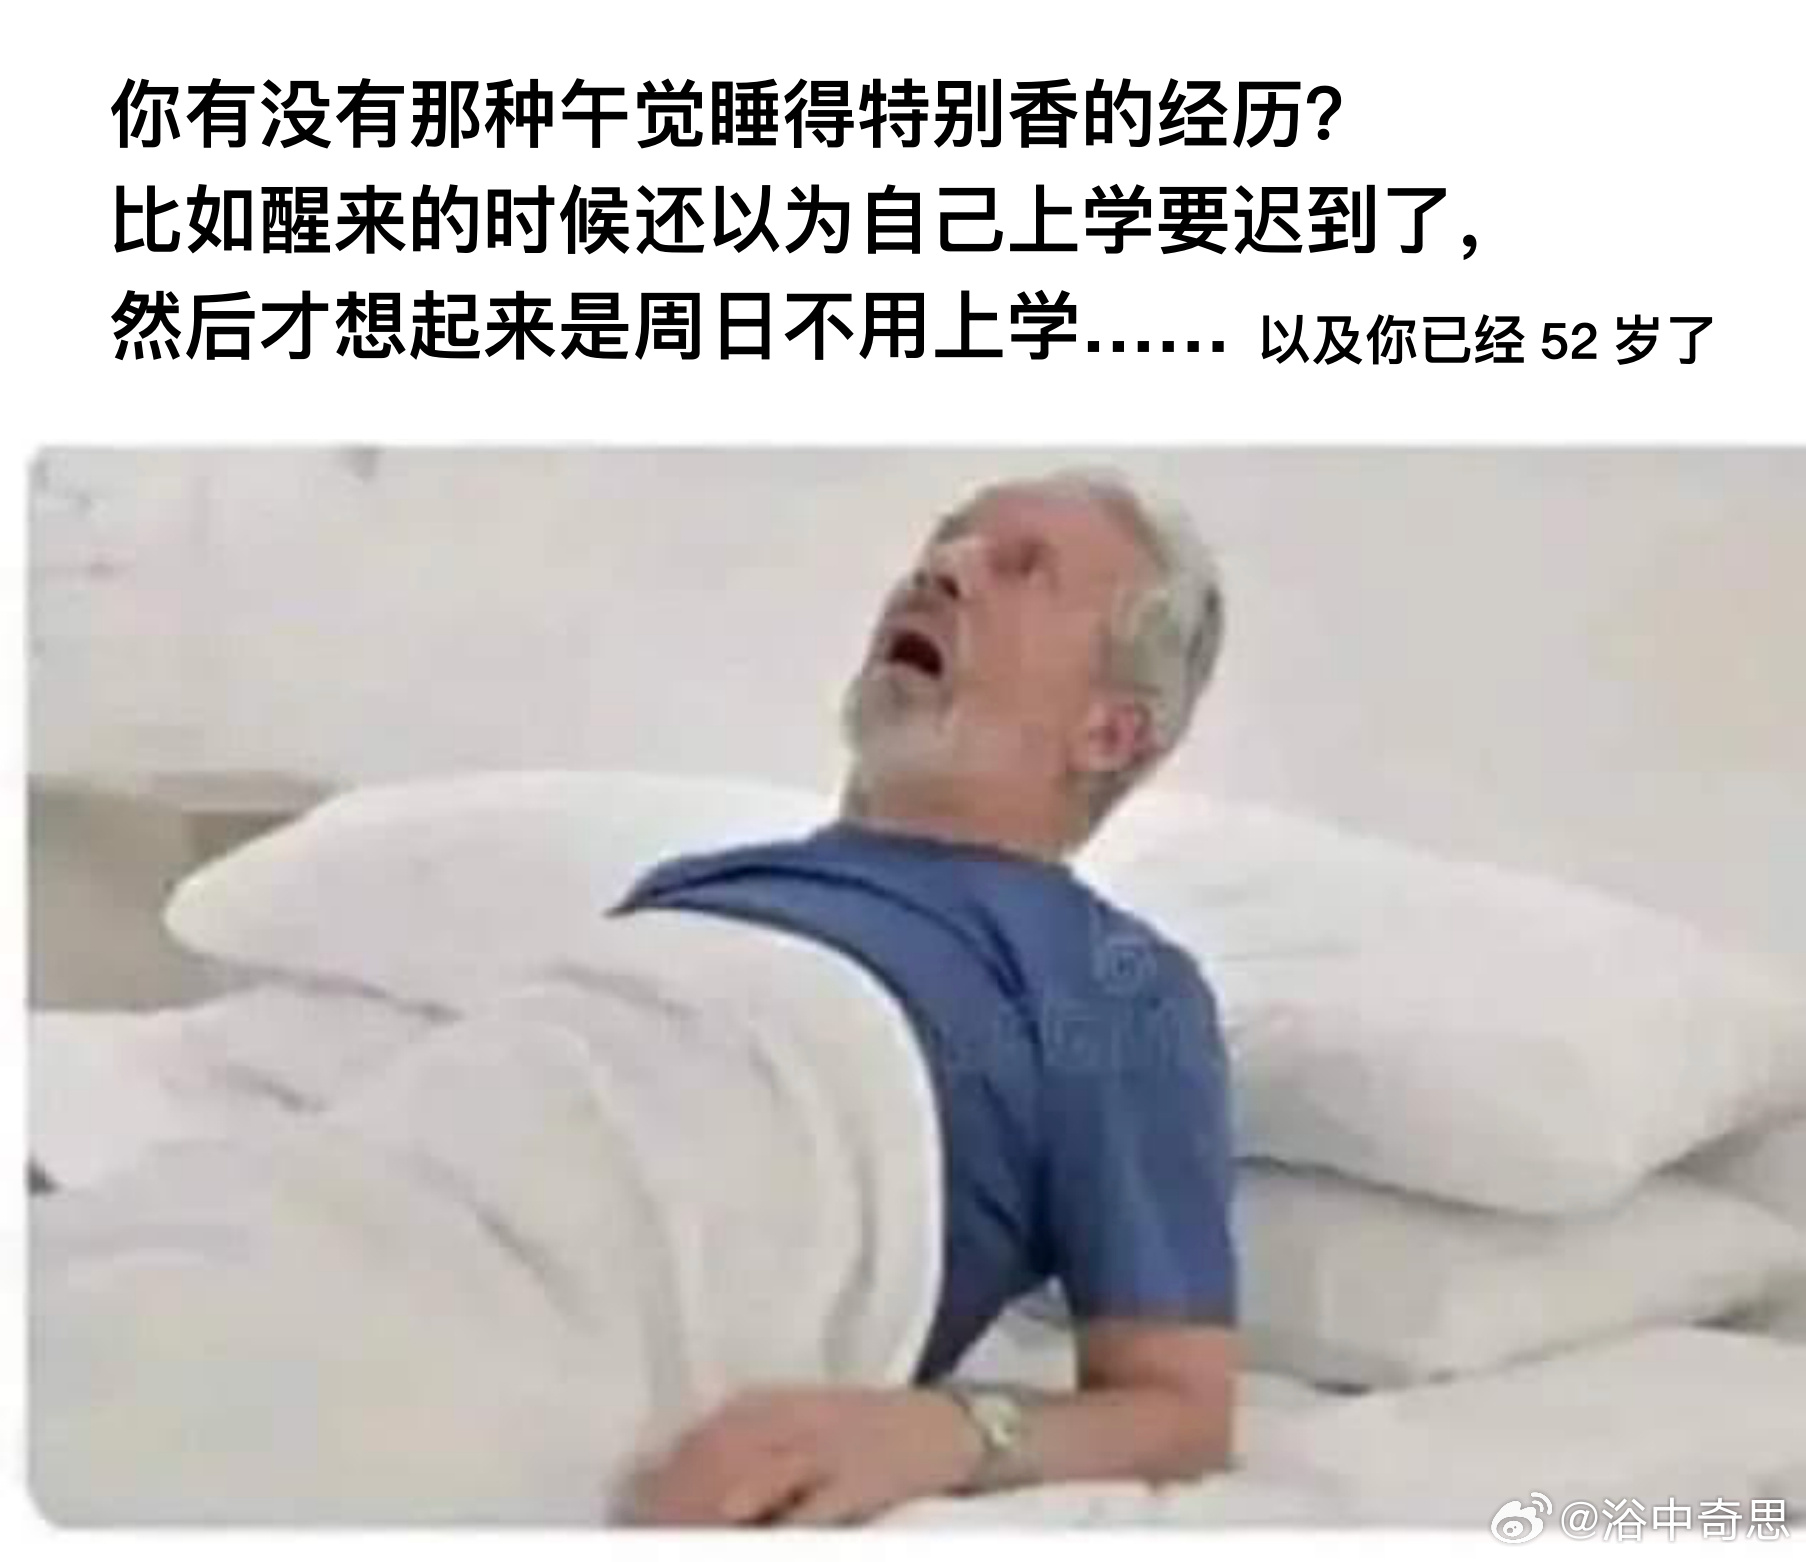 你有没有那种午觉睡得特别香的经历?
比如醒来的时候还以为自己上学要迟到了，
然后才想起来是周日不用上学…… 以及你已经 52 岁了
@浴中奇思